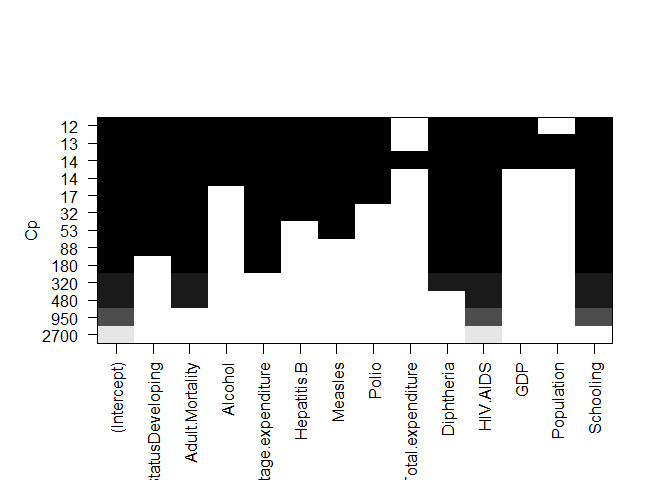 Cp
12
13
14
14
17
32
53
88
180
320
480
950
2700
(Intercept)
StatusDeveloping
Adult.Mortality
Alcohol
tage.expenditure
Hepatitis.B
Measles
Polio
Total.expenditure
Diphtheria
HIV.AIDS
GDP
Population
Schooling